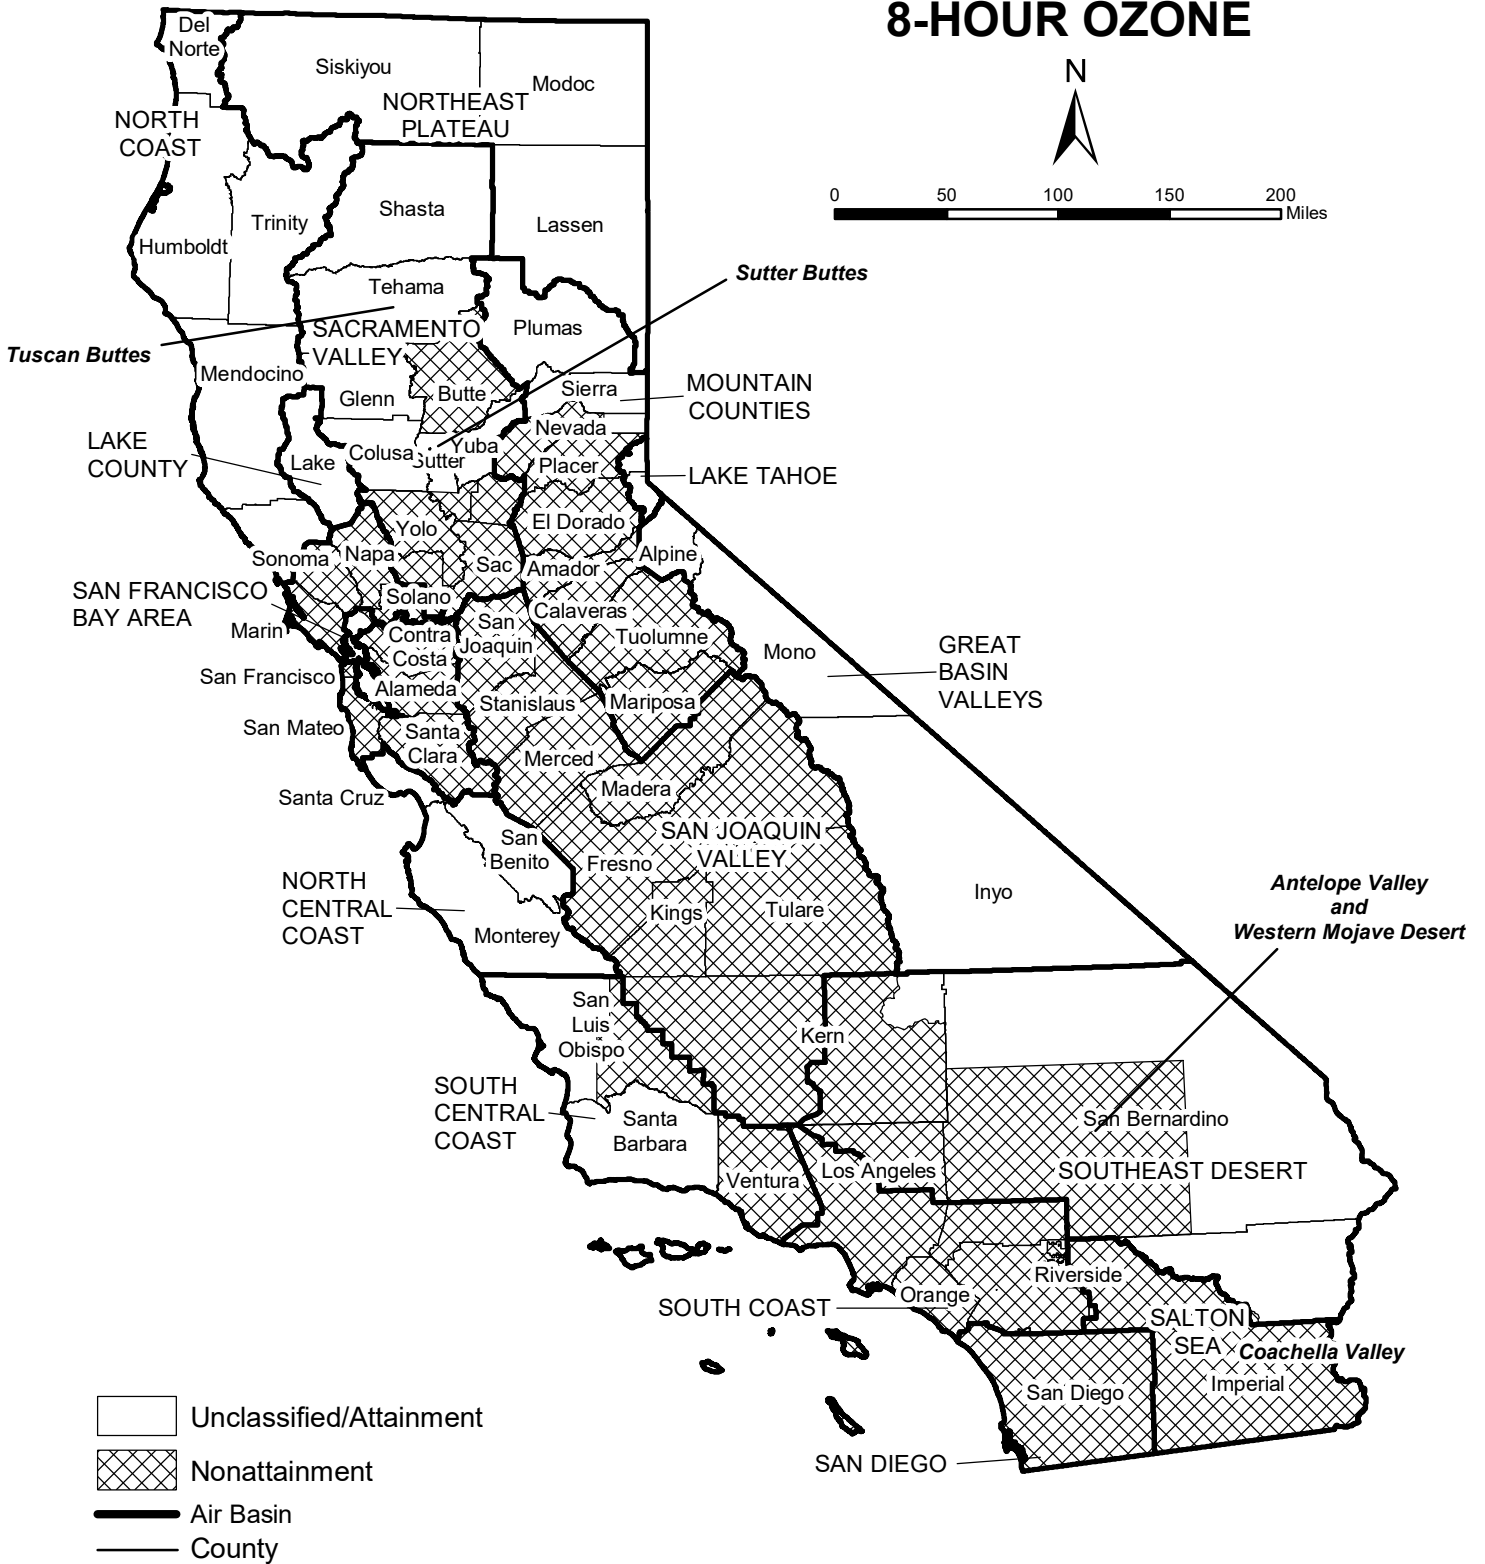 8-HOUR OZONE
N
0 50 100 150 200
Miles
Del
Norte
Siskiyou
Modoc
NORTHEAST
PLATEAU
NORTH
COAST
Shasta
Trinity
Lassen
Humboldt
Sutter Buttes
Tehama
SACRAMENTO
VALLEY
Plumas
Tuscan Buttes
Mendocino
Sierra
MOUNTAIN
COUNTIES
Glenn
Butte
Nevada
LAKE
COUNTY
Colusa
Yuba
Sutter
Lake
Placer
LAKE TAHOE
Yolo
El Dorado
Sonoma
Napa
Sac
Amador
Alpine
SAN FRANCISCO
BAY AREA
Solano
Calaveras
Marin
Contra
Costa
San
Joaquin
Tuolumne
Mono
GREAT
BASIN
VALLEYS
San Francisco
Alameda
Stanislaus
Mariposa
San Mateo
Santa
Clara
Merced
Madera
Santa Cruz
San
Benito
SAN JOAQUIN
VALLEY
Fresno
NORTH
CENTRAL
COAST
Kings
Tulare
Inyo
Monterey
Antelope Valley
and
Western Mojave Desert
San
Luis
Obispo
Kern
SOUTH
CENTRAL
COAST
Santa
Barbara
San Bernardino
Ventura
Los Angeles
SOUTHEAST DESERT
Riverside
Orange
SOUTH COAST
SALTON
SEA
Coachella Valley
San Diego
Imperial
SAN DIEGO
Unclassified/Attainment
Nonattainment
Air Basin
County